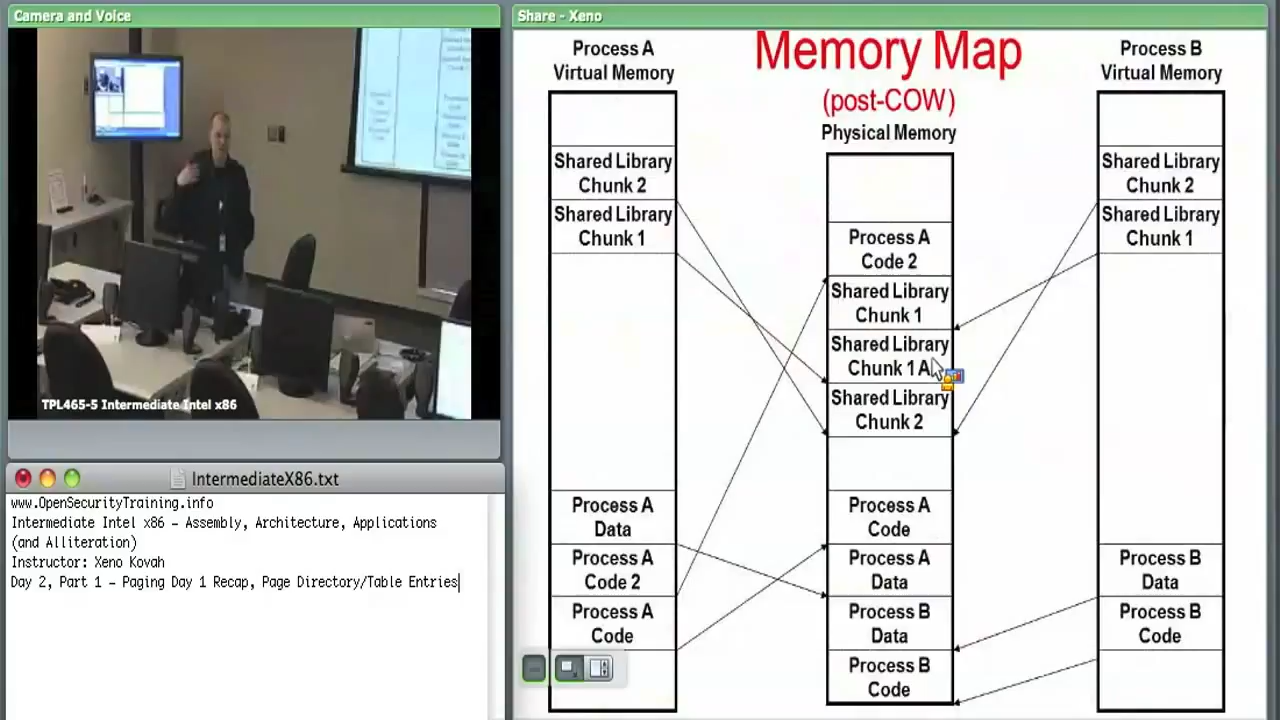 Camera and Voice
TPL465-5 Intermediate Intel x86
IntermediateX86.txt
www.OpenSecurityTraining.info
Intermediate Intel x86 – Assembly, Architecture, Applications
(and Alliteration)
Instructor: Xeno Kovah
Day 2, Part 1 – Paging Day 1 Recap, Page Directory/Table Entries
Share - Xeno
Memory Map
(post-COW)
Process A
Virtual Memory
Shared Library
Chunk 2
Shared Library
Chunk 1
Process A
Data
Process A
Code 2
Process A
Code
Physical Memory
Process A
Code 2
Shared Library
Chunk 1
Shared Library
Chunk 1A
Shared Library
Chunk 2
Process A
Code
Process A
Data
Process B
Data
Process B
Code
Process B
Virtual Memory
Shared Library
Chunk 2
Shared Library
Chunk 1
Process B
Data
Process B
Code